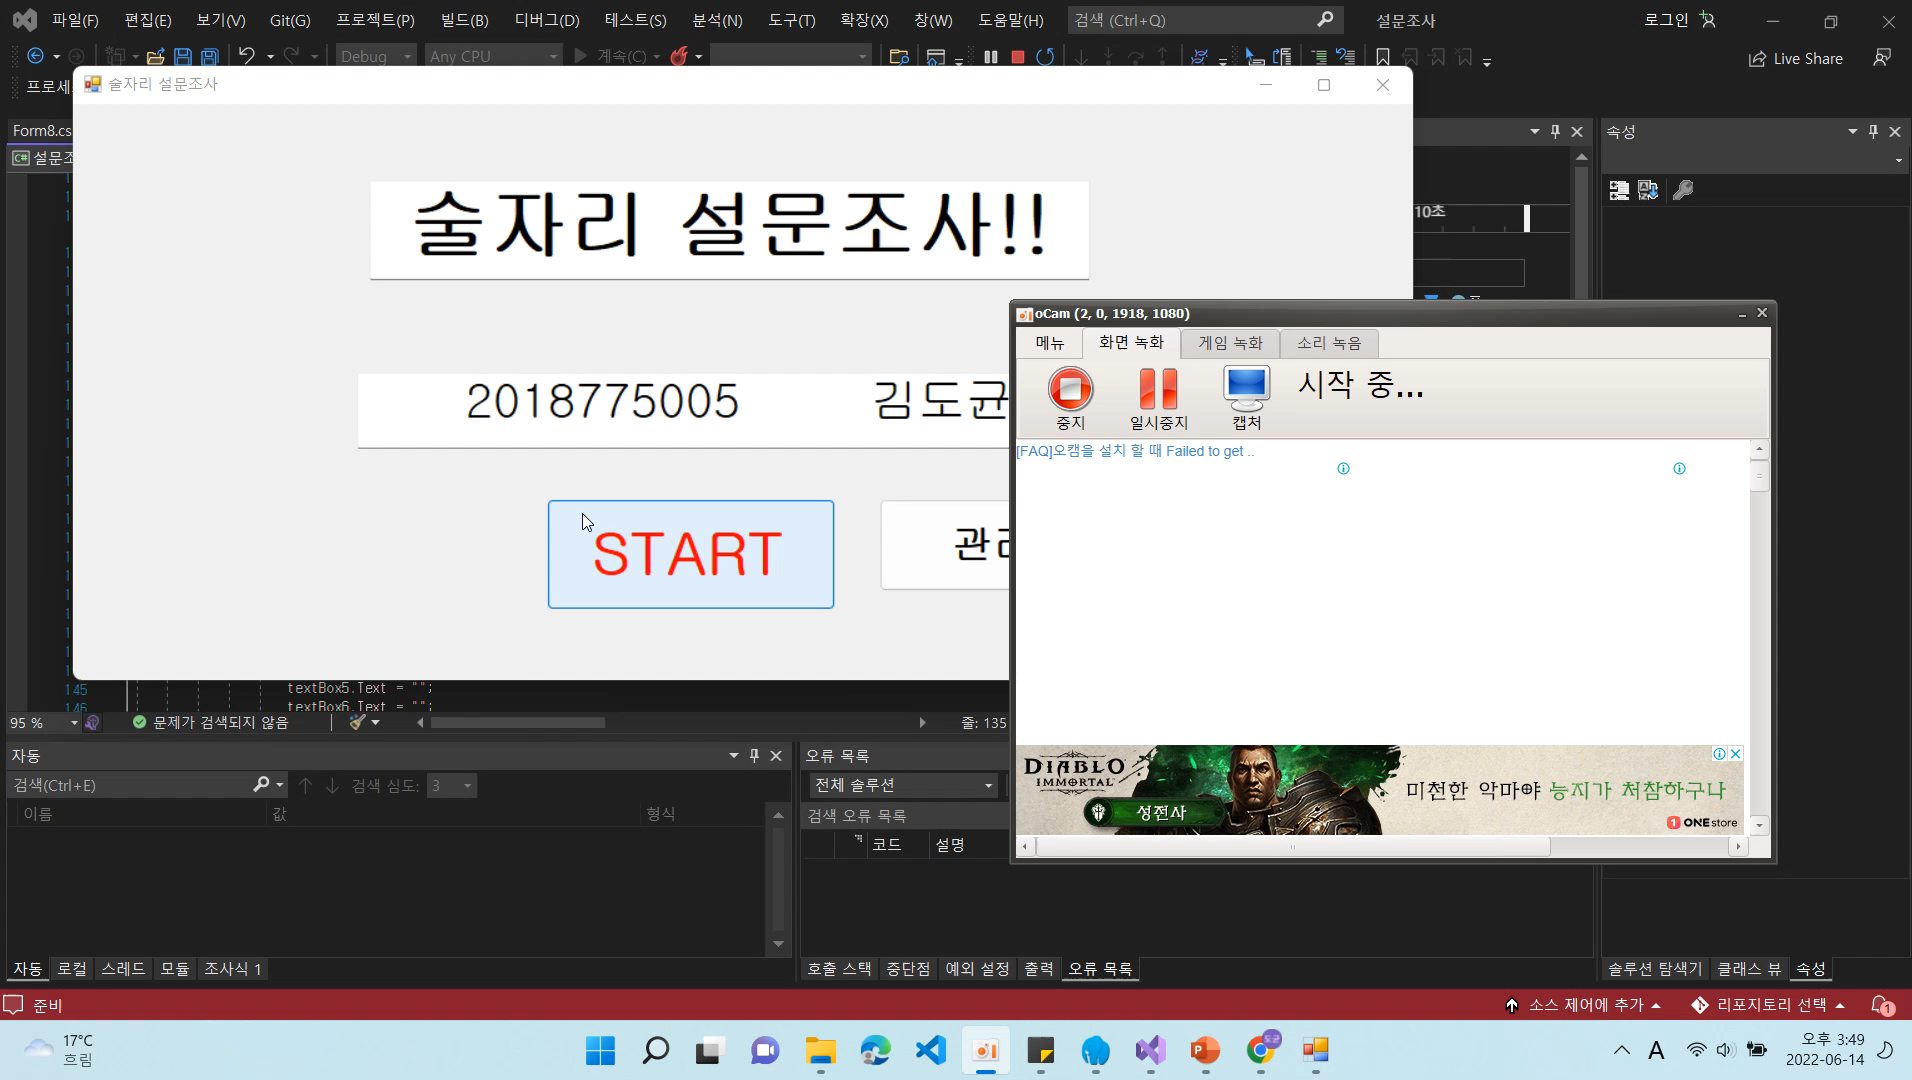 파일(F) 편집(E) 보기(V) Git(G) 프로젝트(P) 빌드(B) 디버그(D) 테스트(S) 분석(N) 도구(T) 확장(X) 창(W) 도움말(H) 검색 (Ctrl+Q) 설문조사 로그인
Debug Any CPU 계속(C) Live Share
프로세
술자리 설문조사
Form8.cs
속성
설문조
술자리 설문조사!!
10초
oCam (2, 0, 1918, 1080)
메뉴 화면 녹화 게임 녹화 소리 녹음
2018775005 김도균
시작 중...
중지 일시중지 캡처
[FAQ]오캠을 설치 할 때 Failed to get ..
START
145 textBox5.Text = "";
146 textBox6.Text = "";
95 % 문제가 검색되지 않음 줄: 135
자동
오류 목록
DIABLO
IMMORTAL
성전사
미천한 악마야 능지가 처참하구나
1 ONE store
검색(Ctrl+E) 검색 심도: 3
전체 솔루션
이름 값 형식
검색 오류 목록
코드 설명
자동 로컬 스레드 모듈 조사식 1
호출 스택 중단점 예외 설정 출력 오류 목록
솔루션 탐색기 클래스 뷰 속성
준비 소스 제어에 추가 리포지토리 선택 1
17°C
흐림
A
오후 3:49
2022-06-14